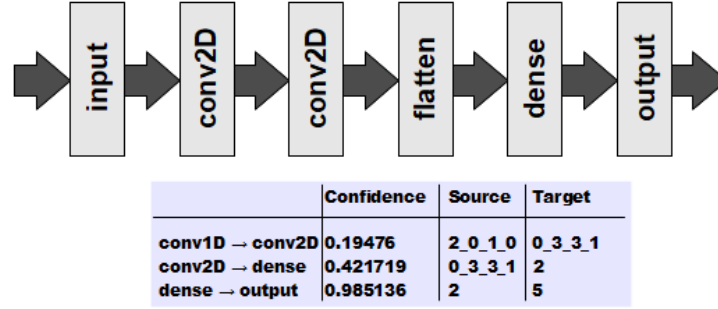 input
conv2D
conv2D
flatten
dense
output
Confidence Source Target
conv1D → conv2D 0.19476 2_0_1_0 0_3_3_1
conv2D → dense 0.421719 0_3_3_1 2
dense → output 0.985136 2 5